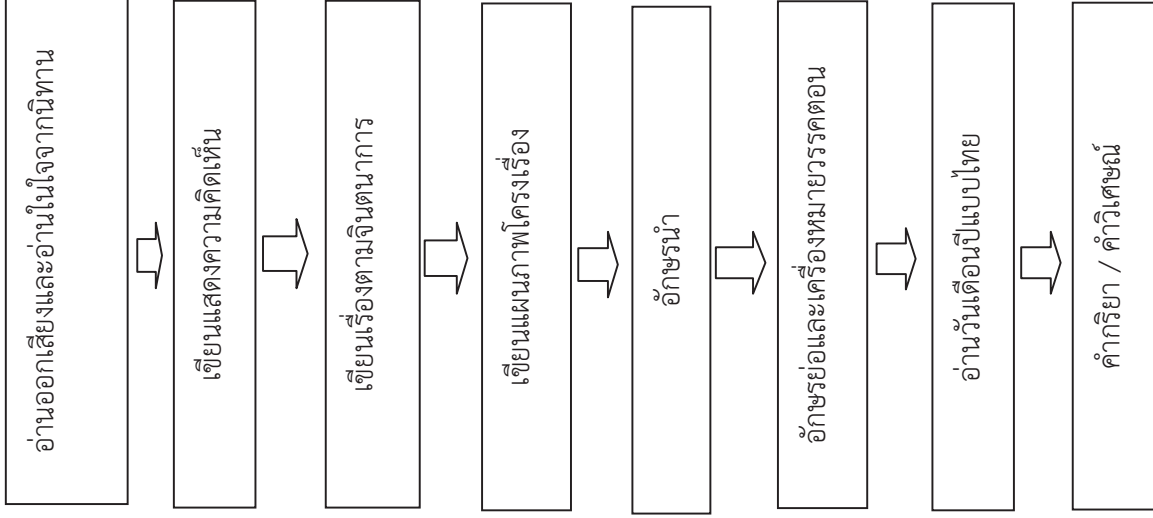 อ่านออกเสียงและอ่านในใจจากนิทาน
เขียนแสดงความคิดเห็น
เขียนเรื่องตามจินตนาการ
เขียนแผนภาพโครงเรื่อง
อักษรนำ
อักษรย่อและเครื่องหมายวรรคตอน
อ่านวันเดือนปีแบบไทย
คำกริยา / คำวิเศษณ์